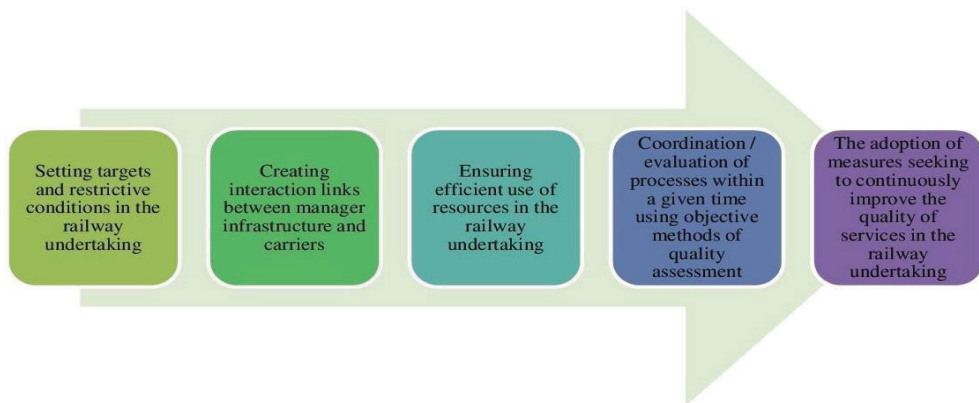 Setting targets
and restrictive
conditions in the
railway
undertaking
Creating
interaction links
between manager
infrastructure and
carriers
Ensuring
efficient use of
resources in the
railway
undertaking
Coordination /
evaluation of
processes within
a given time
using objective
methods of
quality
assessment
The adoption of
measures seeking
to continuously
improve the
quality of
services in the
railway
undertaking